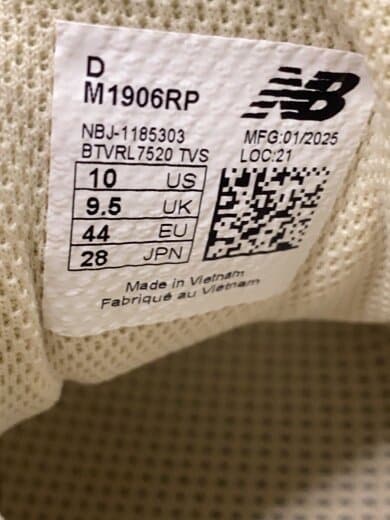 D
M1906RP
NB
NBJ-1185303 MFG:01/2025
BTVRL7520 TVS LOC:21
10 US
9.5 UK
44 EU
28 JPN
Made in Vietnam
Fabriqué au Vietnam